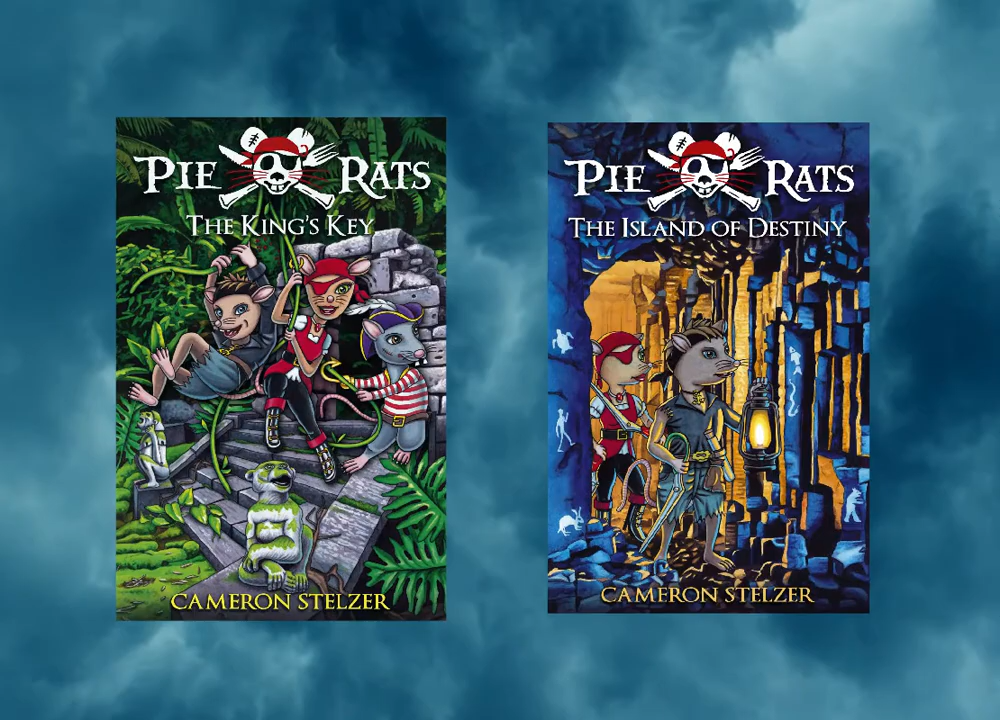 PIE RATS
THE KING'S KEY
CAMERON STELZER
PIE RATS
THE ISLAND OF DESTINY
CAMERON STELZER